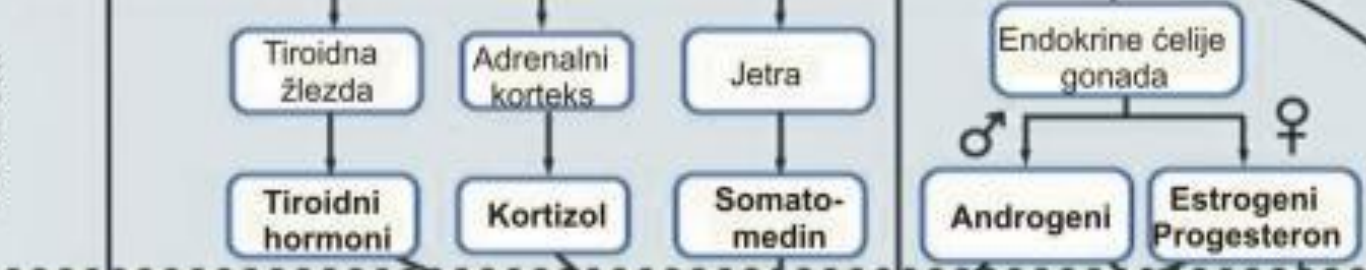 Tiroidna
žlezda
Adrenalni
korteks
Jetra
Endokrine ćelije
gonada
♂
♀
Tiroidni
hormoni
Kortizol
Somato-
medin
Androgeni
Estrogeni
Progesteron